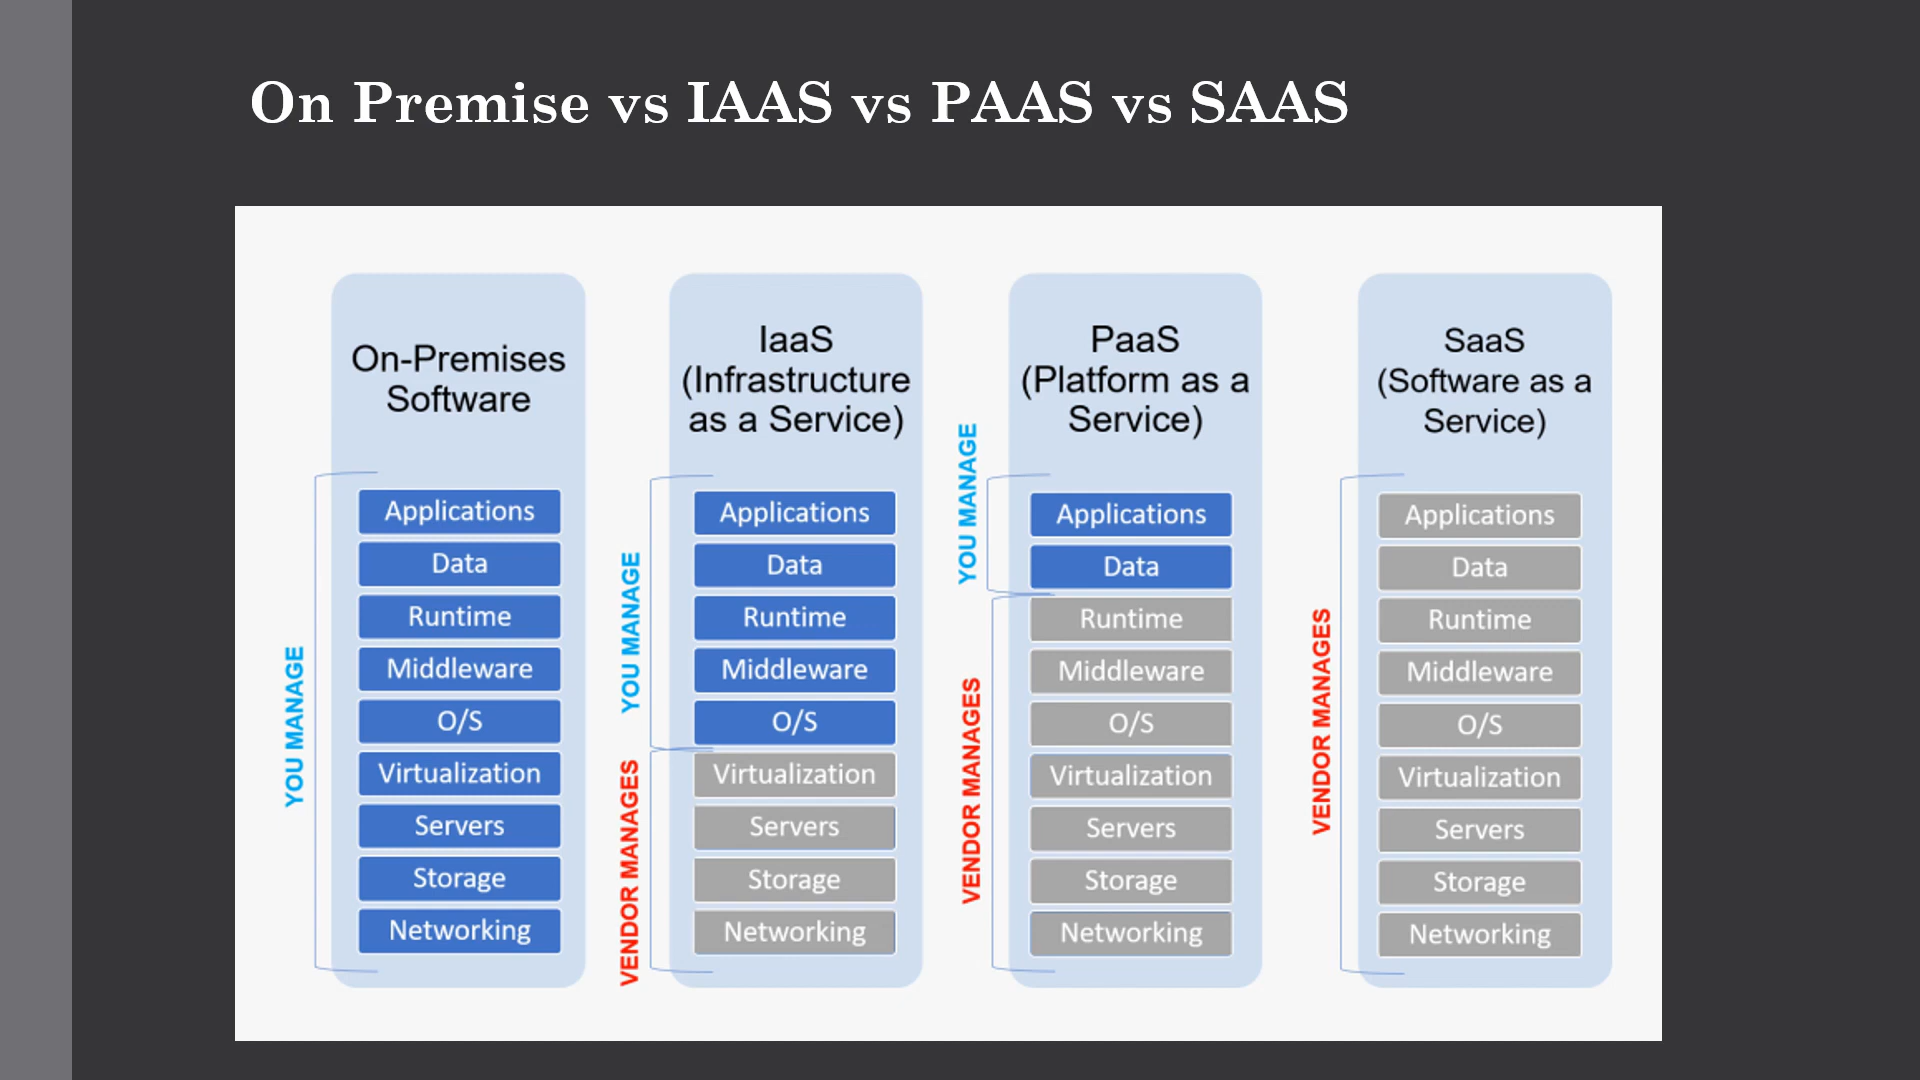 On Premise vs IAAS vs PAAS vs SAAS
On-Premises
Software
YOU MANAGE
Applications
Data
Runtime
Middleware
O/S
Virtualization
Servers
Storage
Networking
IaaS
(Infrastructure
as a Service)
YOU MANAGE
VENDOR MANAGES
Applications
Data
Runtime
Middleware
O/S
Virtualization
Servers
Storage
Networking
PaaS
(Platform as a
Service)
YOU MANAGE
VENDOR MANAGES
Applications
Data
Runtime
Middleware
O/S
Virtualization
Servers
Storage
Networking
SaaS
(Software as a
Service)
VENDOR MANAGES
Applications
Data
Runtime
Middleware
O/S
Virtualization
Servers
Storage
Networking